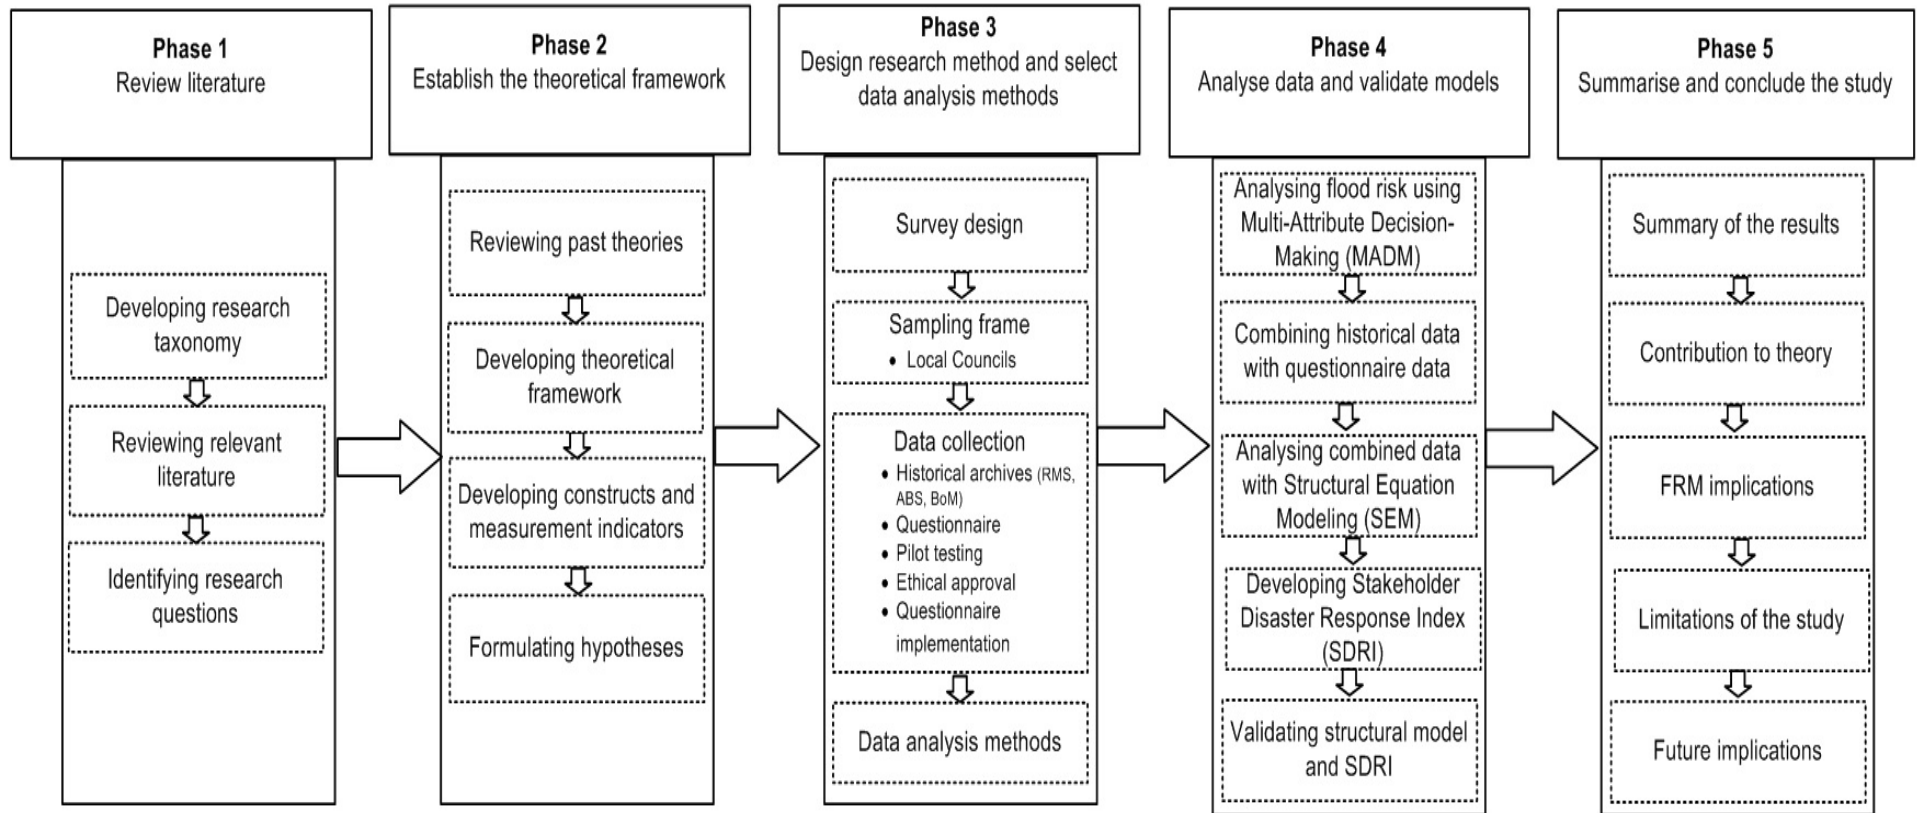 Phase 1
Review literature
Developing research
taxonomy
Reviewing relevant
literature
Identifying research
questions
Phase 2
Establish the theoretical framework
Reviewing past theories
Developing theoretical
framework
Developing constructs and
measurement indicators
Formulating hypotheses
Phase 3
Design research method and select
data analysis methods
Survey design
Sampling frame
• Local Councils
Data collection
• Historical archives (RMS,
ABS, BoM)
• Questionnaire
• Pilot testing
• Ethical approval
• Questionnaire
implementation
Data analysis methods
Phase 4
Analyse data and validate models
Analysing flood risk using
Multi-Attribute Decision-
Making (MADM)
Combining historical data
with questionnaire data
Analysing combined data
with Structural Equation
Modeling (SEM)
Developing Stakeholder
Disaster Response Index
(SDRI)
Validating structural model
and SDRI
Phase 5
Summarise and conclude the study
Summary of the results
Contribution to theory
FRM implications
Limitations of the study
Future implications